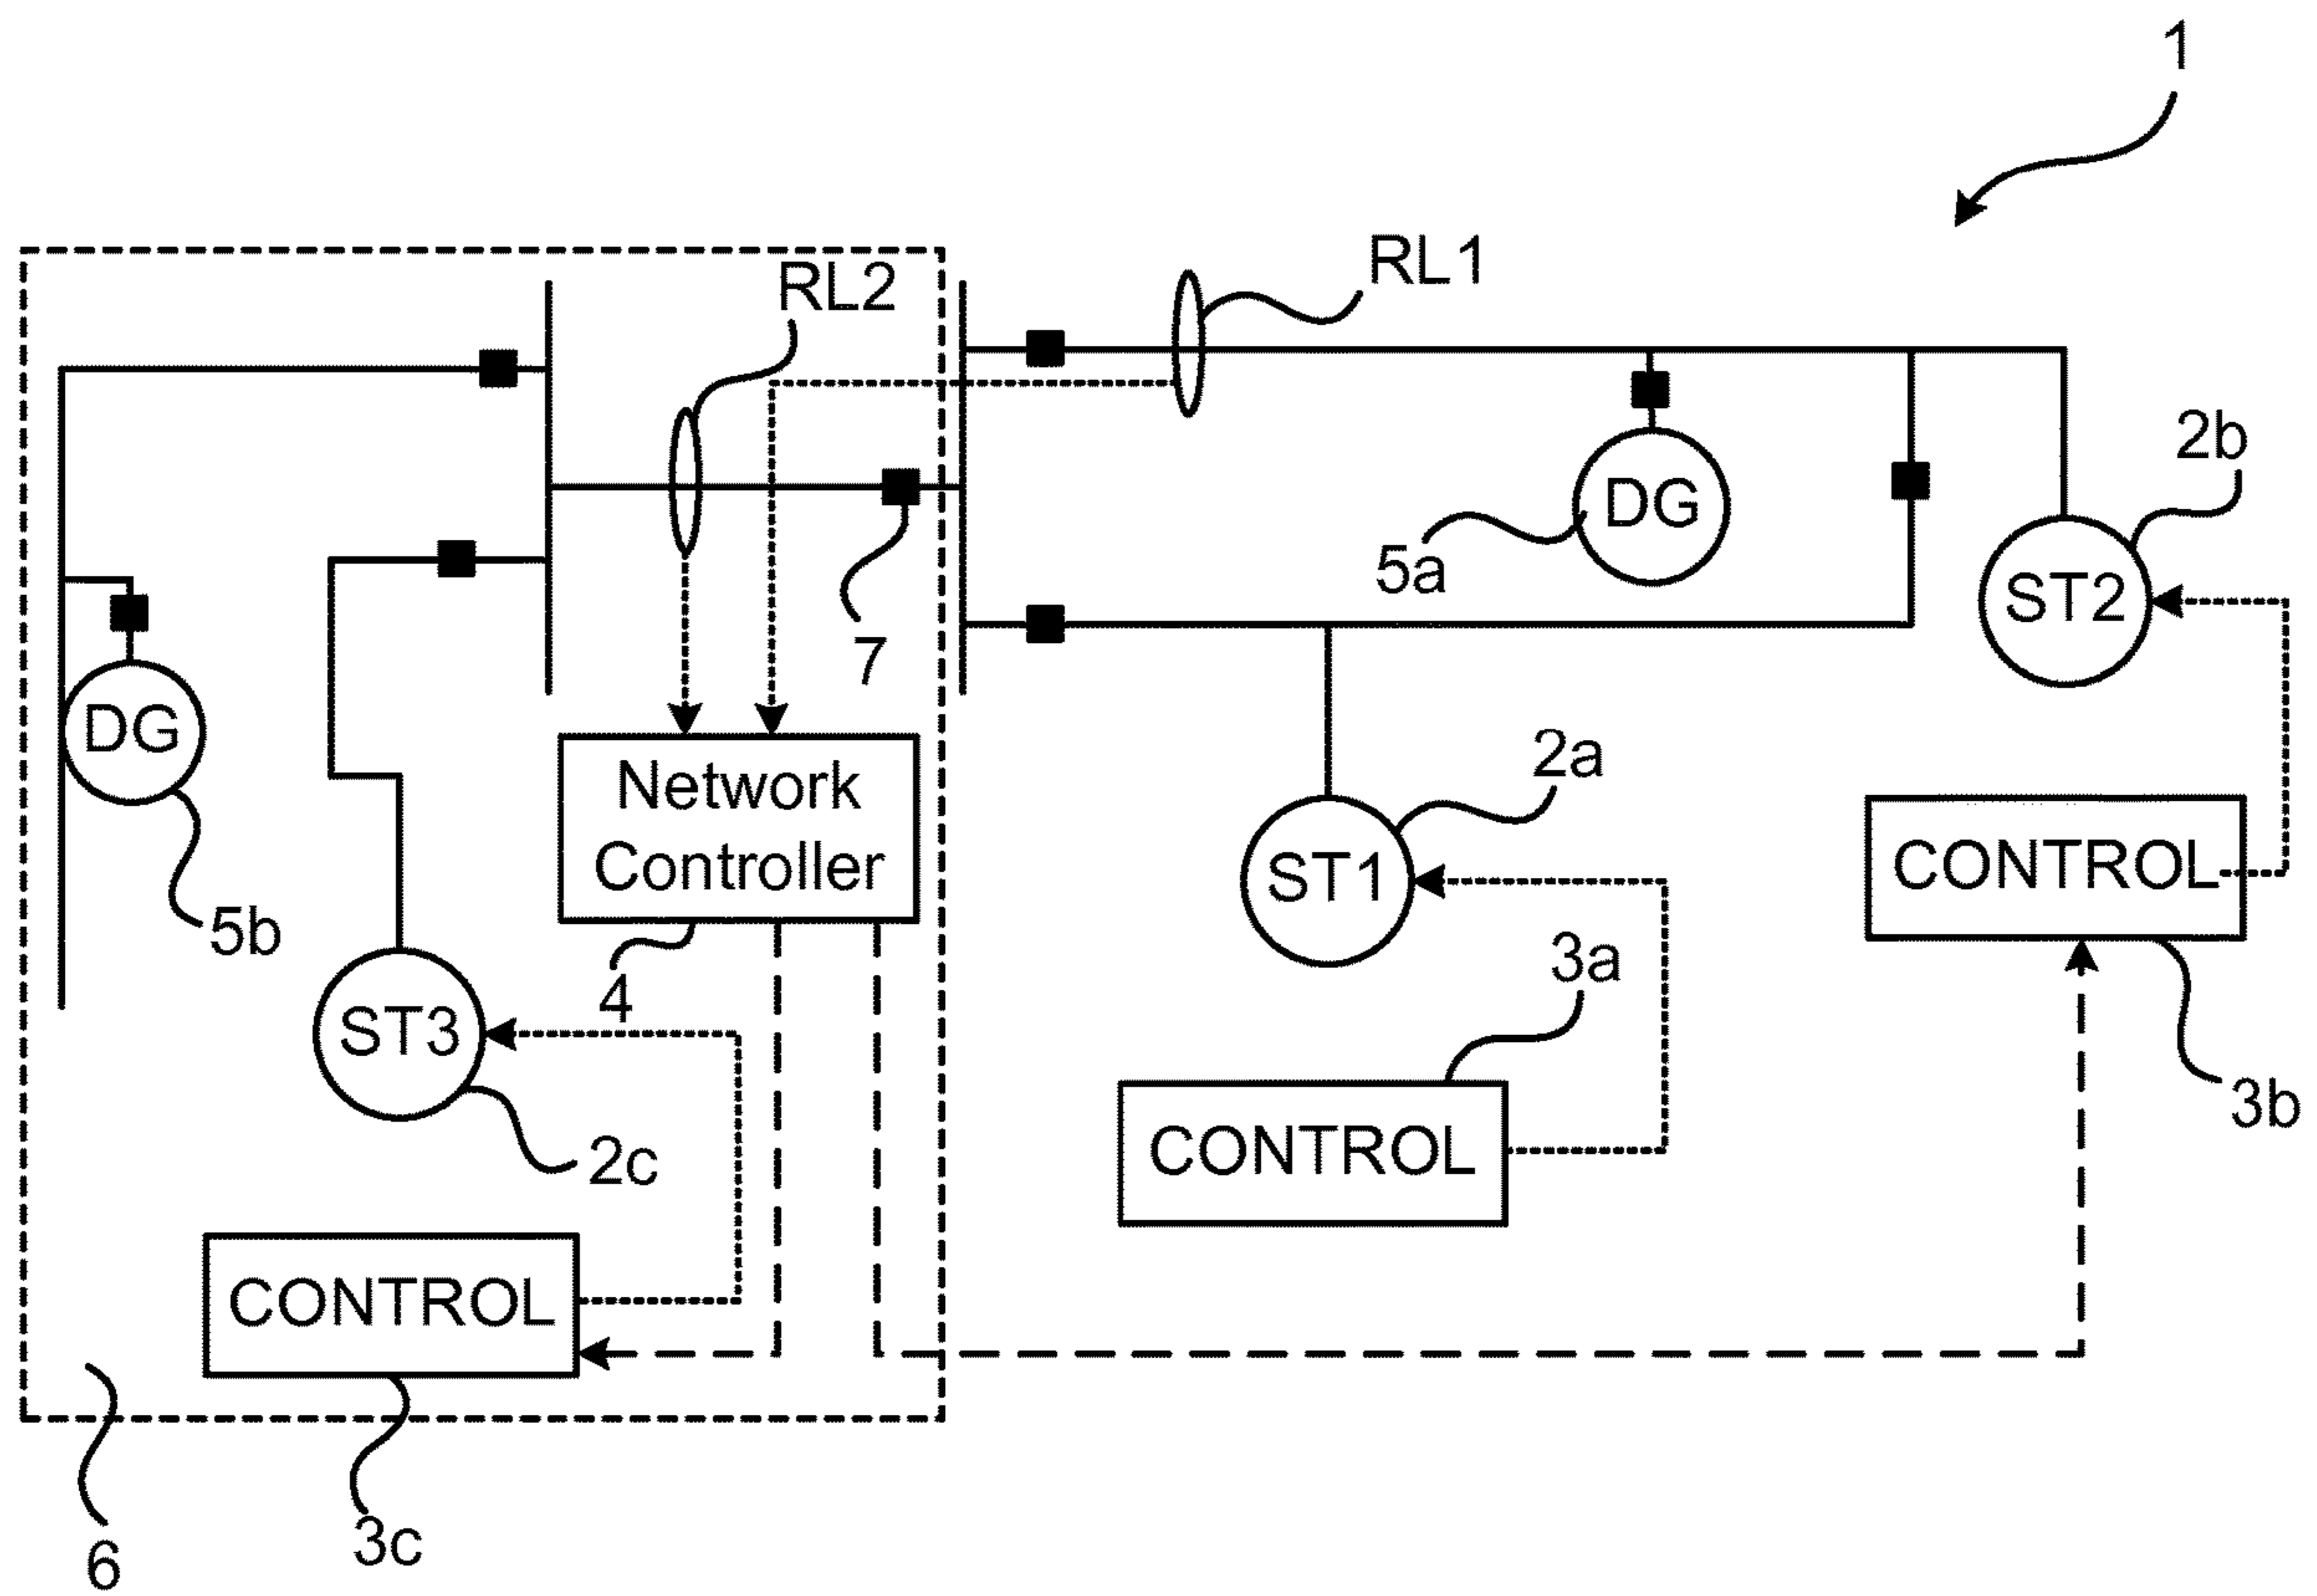 1
RL1
RL2
2b
DG
5a
ST2
7
DG
2a
Network
Controller
CONTROL
ST1
5b
3a
4
ST3
3b
CONTROL
2c
CONTROL
3c
6